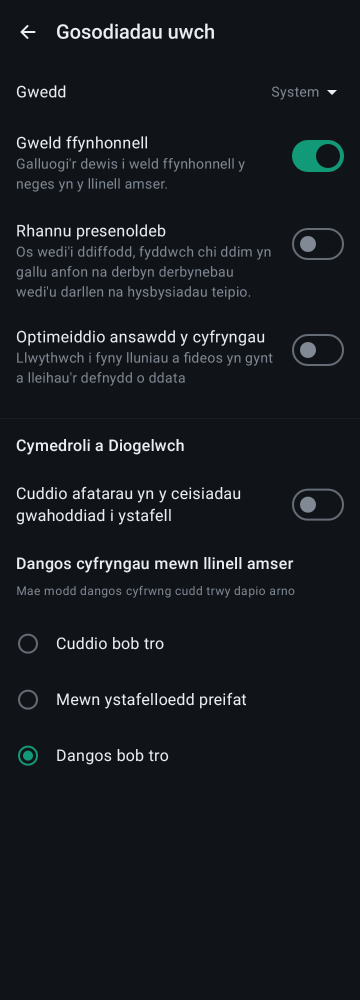 Gosodiadau uwch
Gwedd
System
Gweld ffynhonnell
Galluogi'r dewis i weld ffynhonnell y
neges yn y llinell amser.
Rhannu presenoldeb
Os wedi'i ddiffodd, fyddwch chi ddim yn
gallu anfon na derbyn derbynebau
wedi'u darllen na hysbysiadau teipio.
Optimeiddio ansawdd y cyfryngau
Llwythwch i fyny lluniau a fideos yn gynt
a lleihau'r defnydd o ddata
Cymedroli a Diogelwch
Cuddio afatarau yn y ceisiadau
gwahoddiad i ystafell
Dangos cyfryngau mewn llinell amser
Mae modd dangos cyfrwng cudd trwy dapio arno
Cuddio bob tro
Mewn ystafelloedd preifat
Dangos bob tro